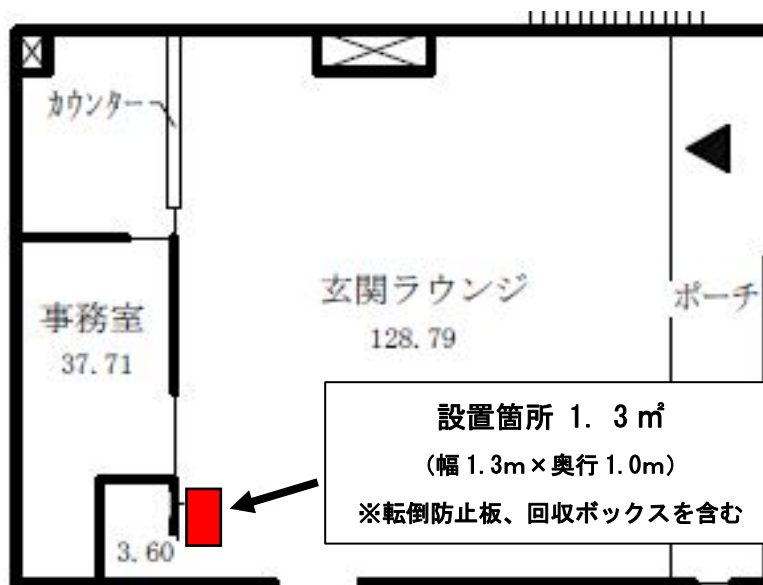 カウンター
事務室
37.71
玄関ラウンジ
128.79
ポーチ
設置箇所 1. 3㎡
（幅1.3m×奥行1.0m）
※転倒防止板、回収ボックスを含む
3.60